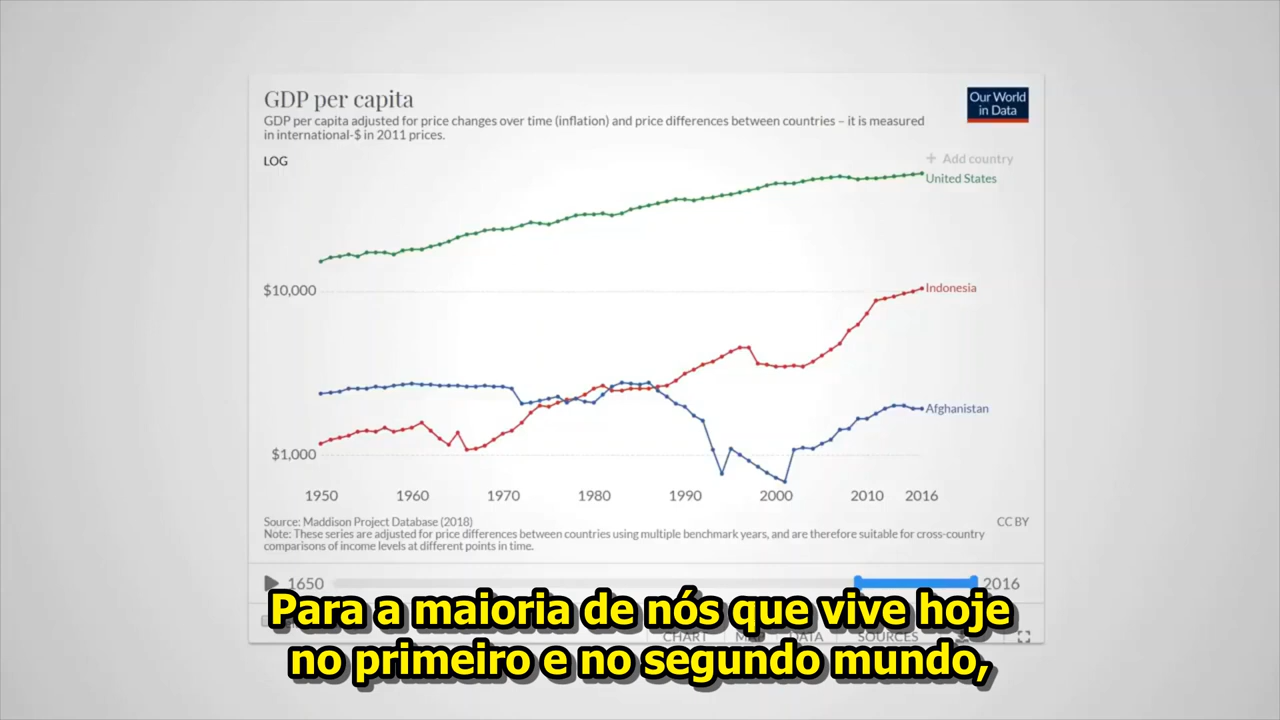 GDP per capita
Our World
in Data
GDP per capita adjusted for price changes over time (inflation) and price differences between countries – it is measured
in international-$ in 2011 prices.
LOG
+ Add country
United States
$10,000
Indonesia
Afghanistan
$1,000
1950 1960 1970 1980 1990 2000 2010 2016
Source: Maddison Project Database (2018)
CC BY
Note: These series are adjusted for price differences between countries using multiple benchmark years, and are therefore suitable for cross-country
comparisons of income levels at different points in time.
1650
2016
Para a maioria de nós que vive hoje
CHART DATA SOURCES
no primeiro e no segundo mundo,